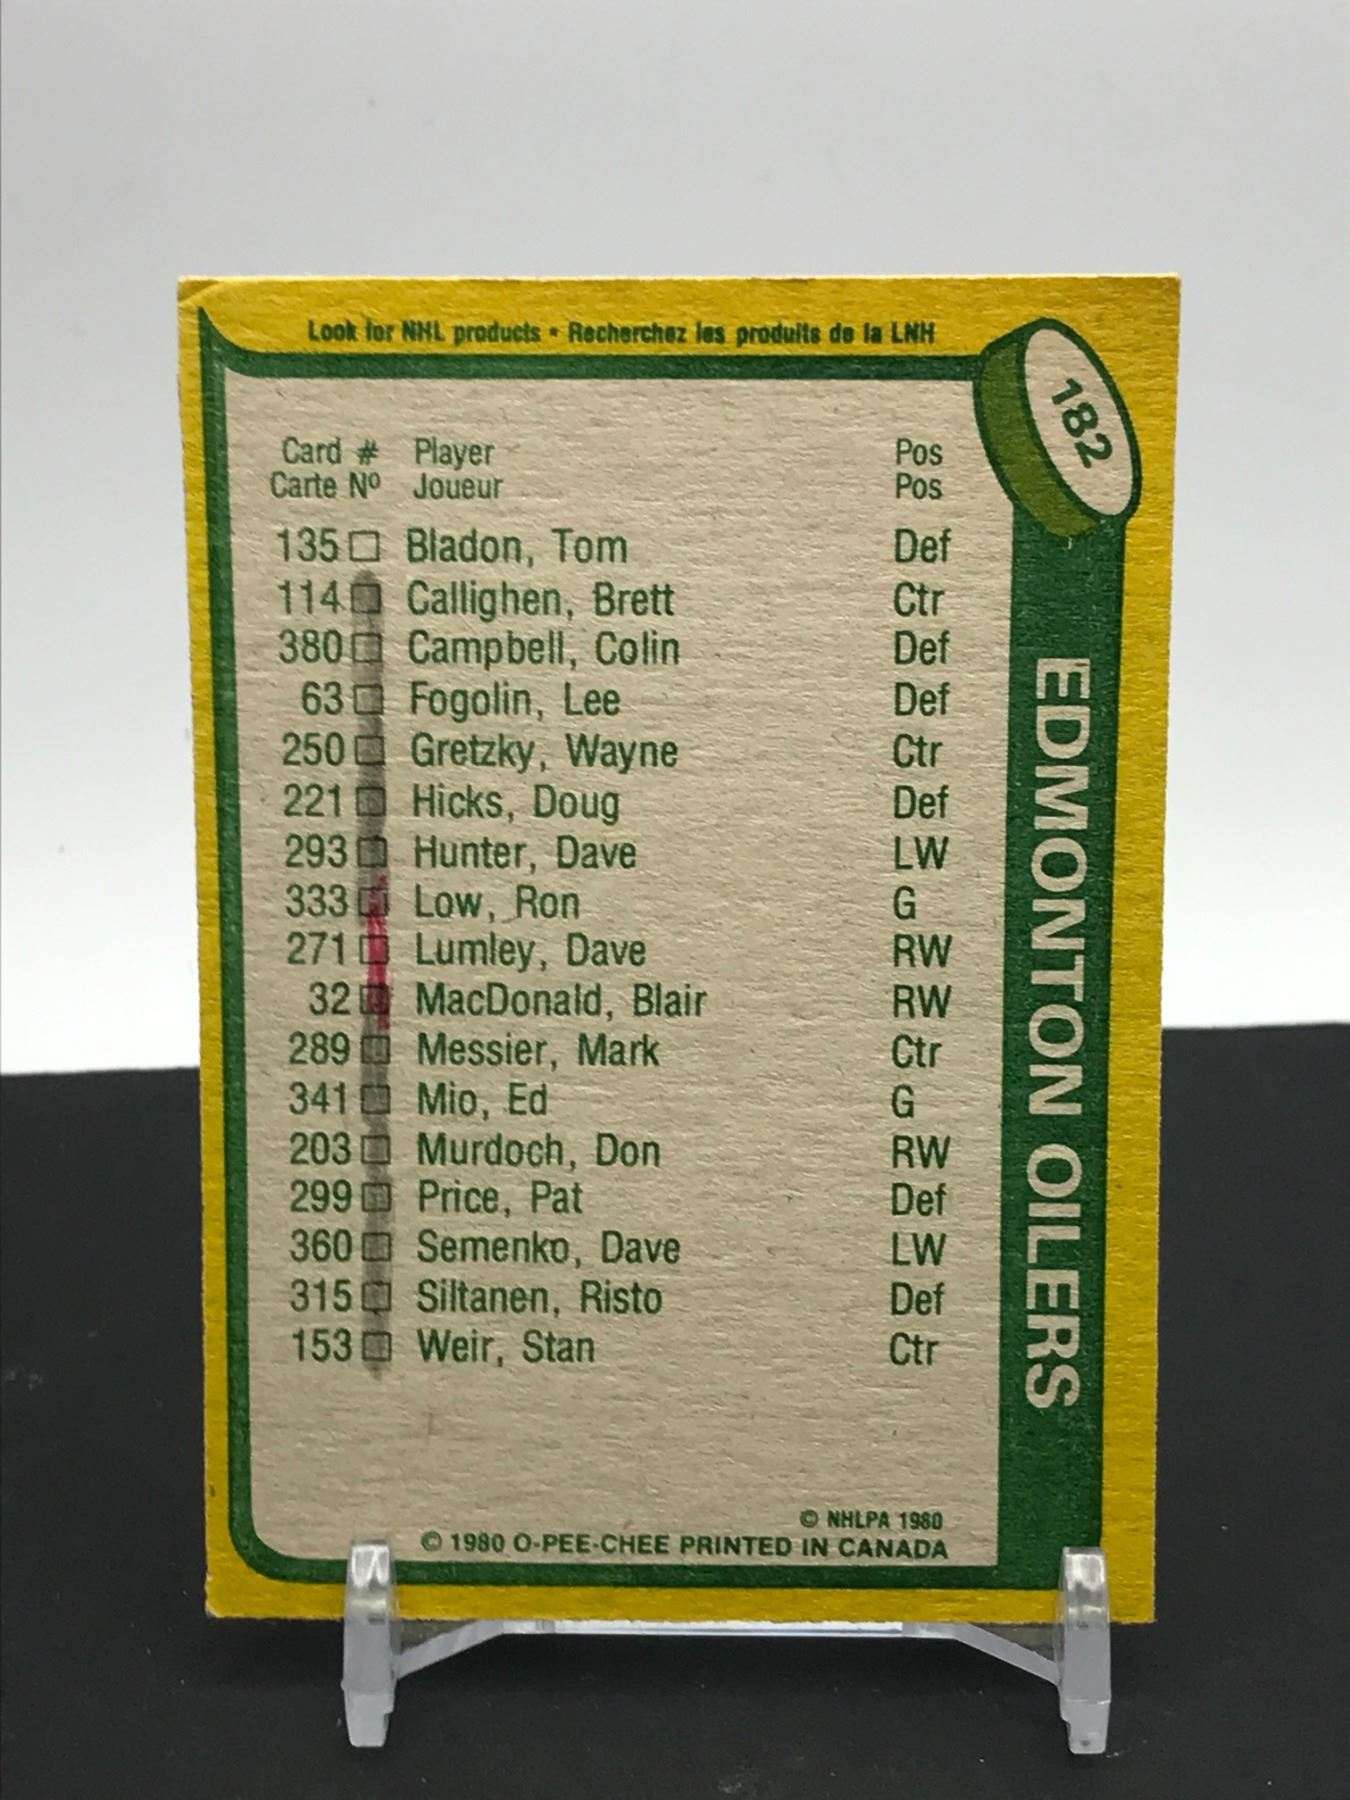 Look for NHL products • Recherchez les produits de la LNH
182
Card # Player Pos
Carte Nº Joueur Pos
135 Bladon, Tom Def
114 Callighen, Brett Ctr
380 Campbell, Colin Def
63 Fogolin, Lee Def
250 Gretzky, Wayne Ctr
221 Hicks, Doug Def
293 Hunter, Dave LW
333 Low, Ron G
271 Lumley, Dave RW
32 MacDonald, Blair RW
289 Messier, Mark Ctr
341 Mio, Ed G
203 Murdoch, Don RW
299 Price, Pat Def
360 Semenko, Dave LW
315 Siltanen, Risto Def
153 Weir, Stan Ctr
EDMONTON OILERS
© NHLPA 1980
© 1980 O-PEE-CHEE PRINTED IN CANADA